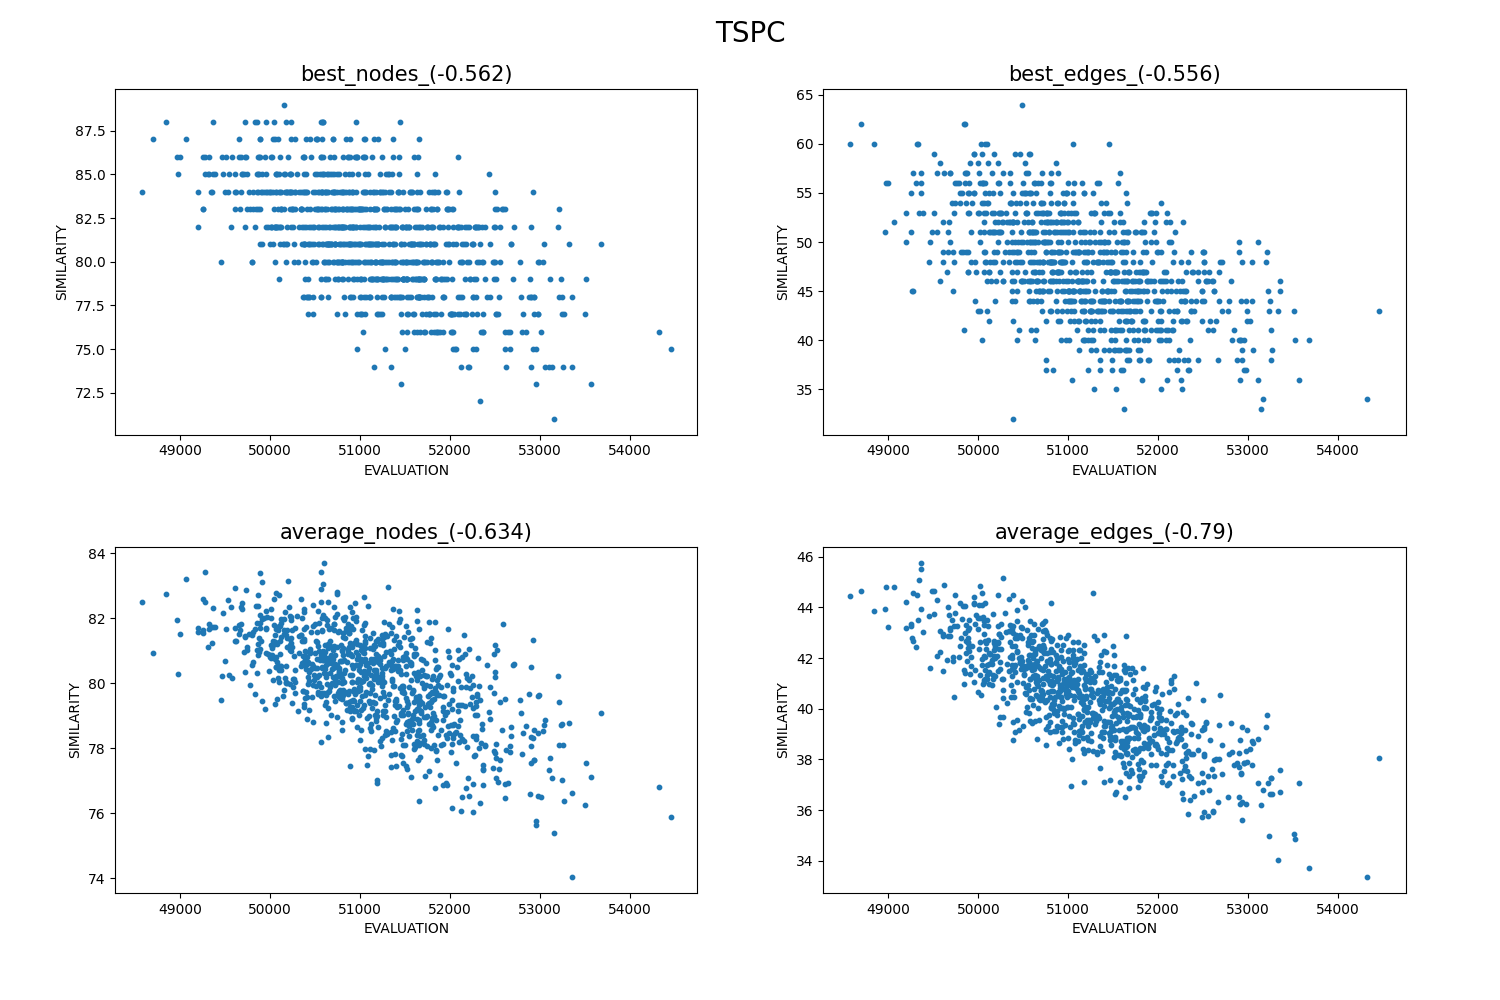 TSPC
best_nodes_(-0.562)
SIMILARITY
87.5
85.0
82.5
80.0
77.5
75.0
72.5
49000 50000 51000 52000 53000 54000
EVALUATION
best_edges_(-0.556)
SIMILARITY
65
60
55
50
45
40
35
49000 50000 51000 52000 53000 54000
EVALUATION
average_nodes_(-0.634)
SIMILARITY
84
82
80
78
76
74
49000 50000 51000 52000 53000 54000
EVALUATION
average_edges_(-0.79)
SIMILARITY
46
44
42
40
38
36
34
49000 50000 51000 52000 53000 54000
EVALUATION